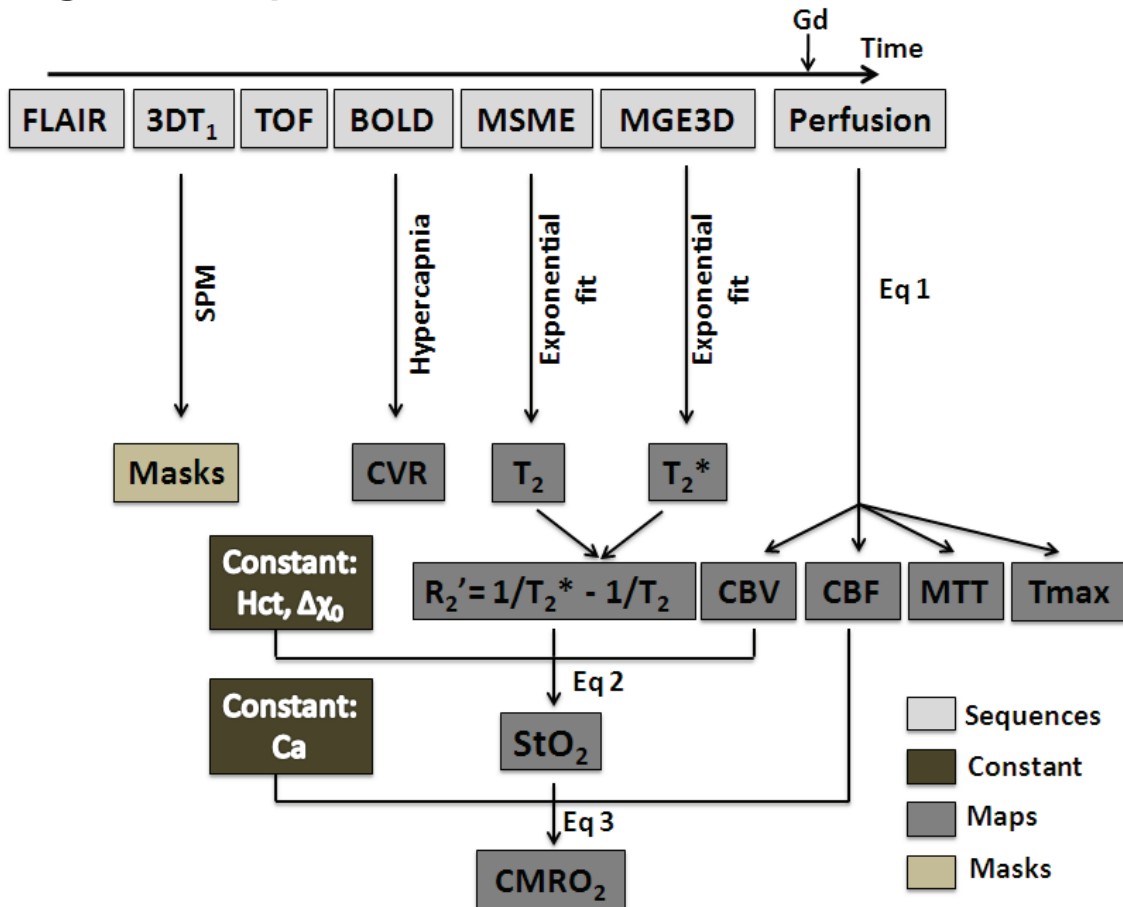 Gd
Time
FLAIR
3DT₁
TOF
BOLD
MSME
MGE3D
Perfusion
SPM
Hypercapnia
Exponential
fit
Exponential
fit
Eq 1
Masks
CVR
T₂
T₂*
Constant:
Hct, Δχ₀
R₂’= 1/T₂* - 1/T₂
CBV
CBF
MTT
Tmax
Eq 2
Constant:
Ca
StO₂
Eq 3
CMRO₂
Sequences
Constant
Maps
Masks